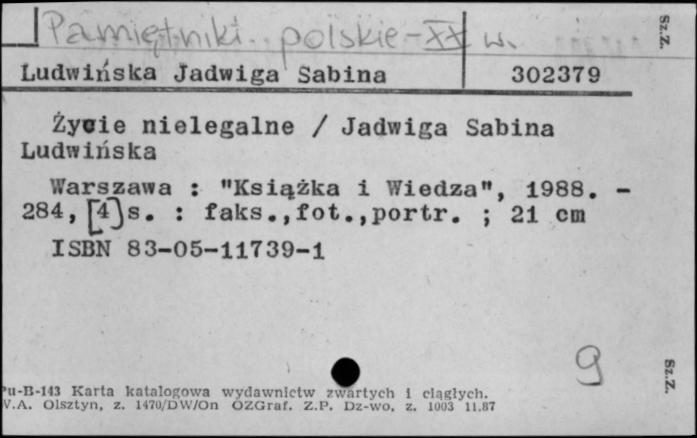 Pamiętniki polskie - XX w.
Sz.Z.
Ludwińska Jadwiga Sabina 302379
Życie nielegalne / Jadwiga Sabina
Ludwińska
Warszawa : "Książka i Wiedza", 1988. -
284, [4] s. : faks.,fot.,portr. ; 21 cm
ISBN 83-05-11739-1
9
Sz.Z.
Pu-B-143 Karta katalogowa wydawnictw zwartych i ciągłych.
W.A. Olsztyn, z. 1470/DW/On OZGraf. Z.P. Dz-wo, z. 1003 11.87